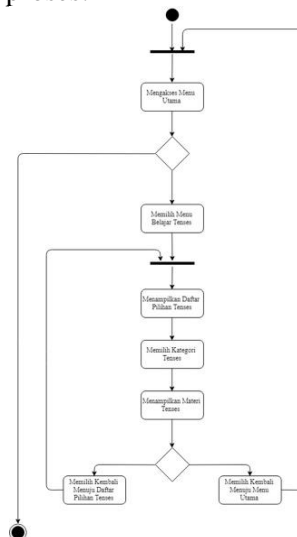 proses.
Mengakses Menu
Utama
Memilih Menu
Belajar Tenses
Menampilkan Daftar
Pilihan Tenses
Memilih Kategori
Tenses
Menampilkan Materi
Tenses
Memilih Kembali
Menuju Daftar
Pilihan Tenses
Memilih Kembali
Menuju Menu
Utama